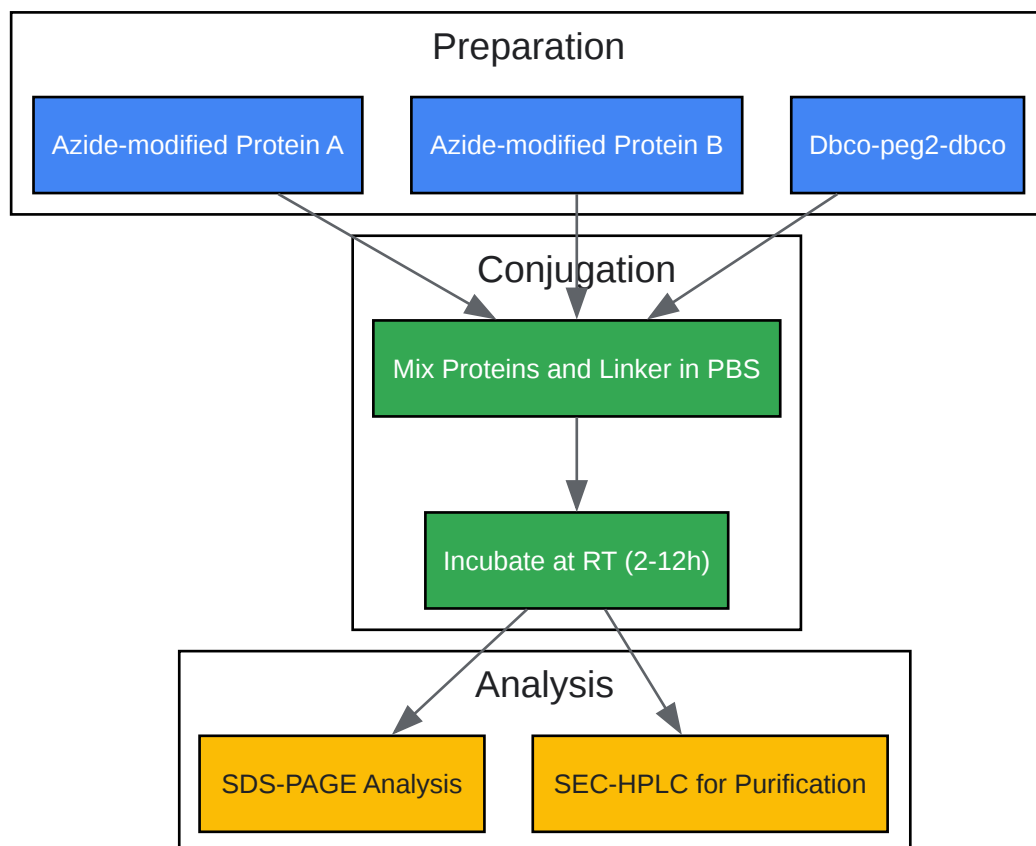 Preparation
Azide-modified Protein A
Azide-modified Protein B
Dbco-peg2-dbco
Conjugation
Mix Proteins and Linker in PBS
Incubate at RT (2-12h)
Analysis
SDS-PAGE Analysis
SEC-HPLC for Purification